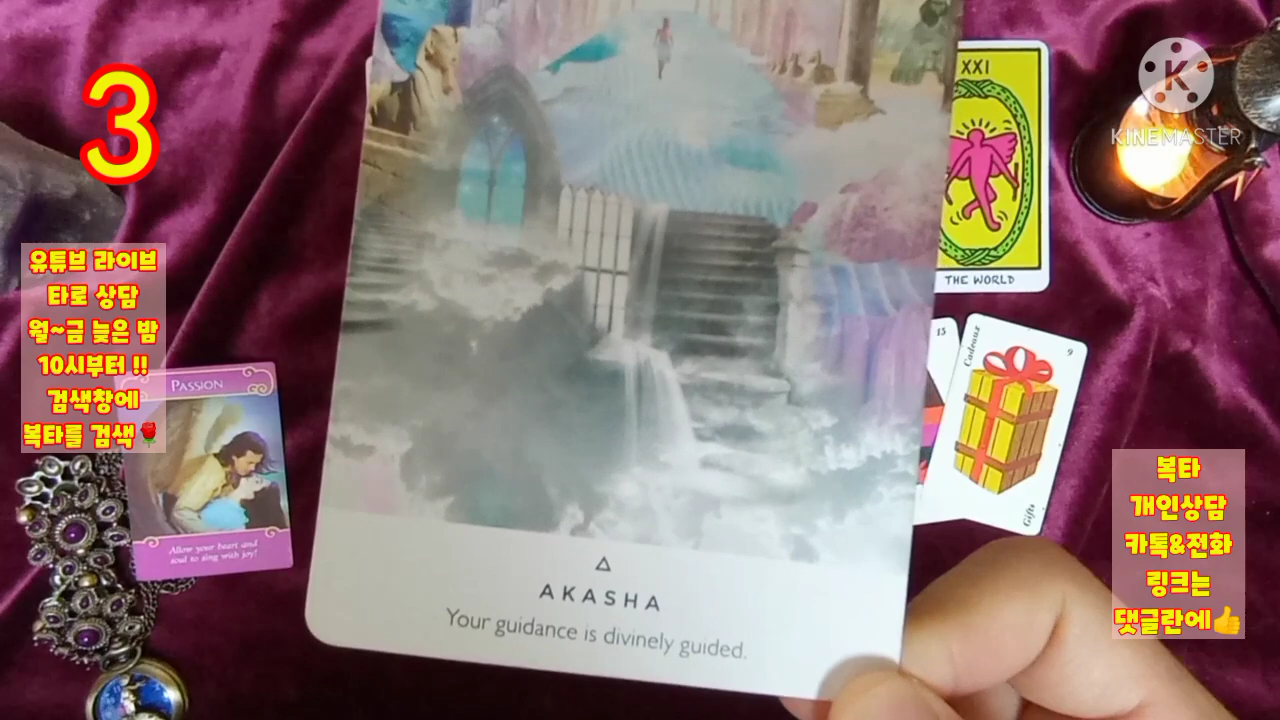 3
유튜브 라이브
타로 상담
월~금 늦은 밤
10시부터 !!
검색창에
복타를 검색🌹
PASSION
Allow your heart and
soul to sing with joy!
AKASHA
Your guidance is divinely guided.
XXI
THE WORLD
K
KINEMASTER
15
Cadeaux
9
Gifts
복타
개인상담
카톡&전화
링크는
댓글란에👍